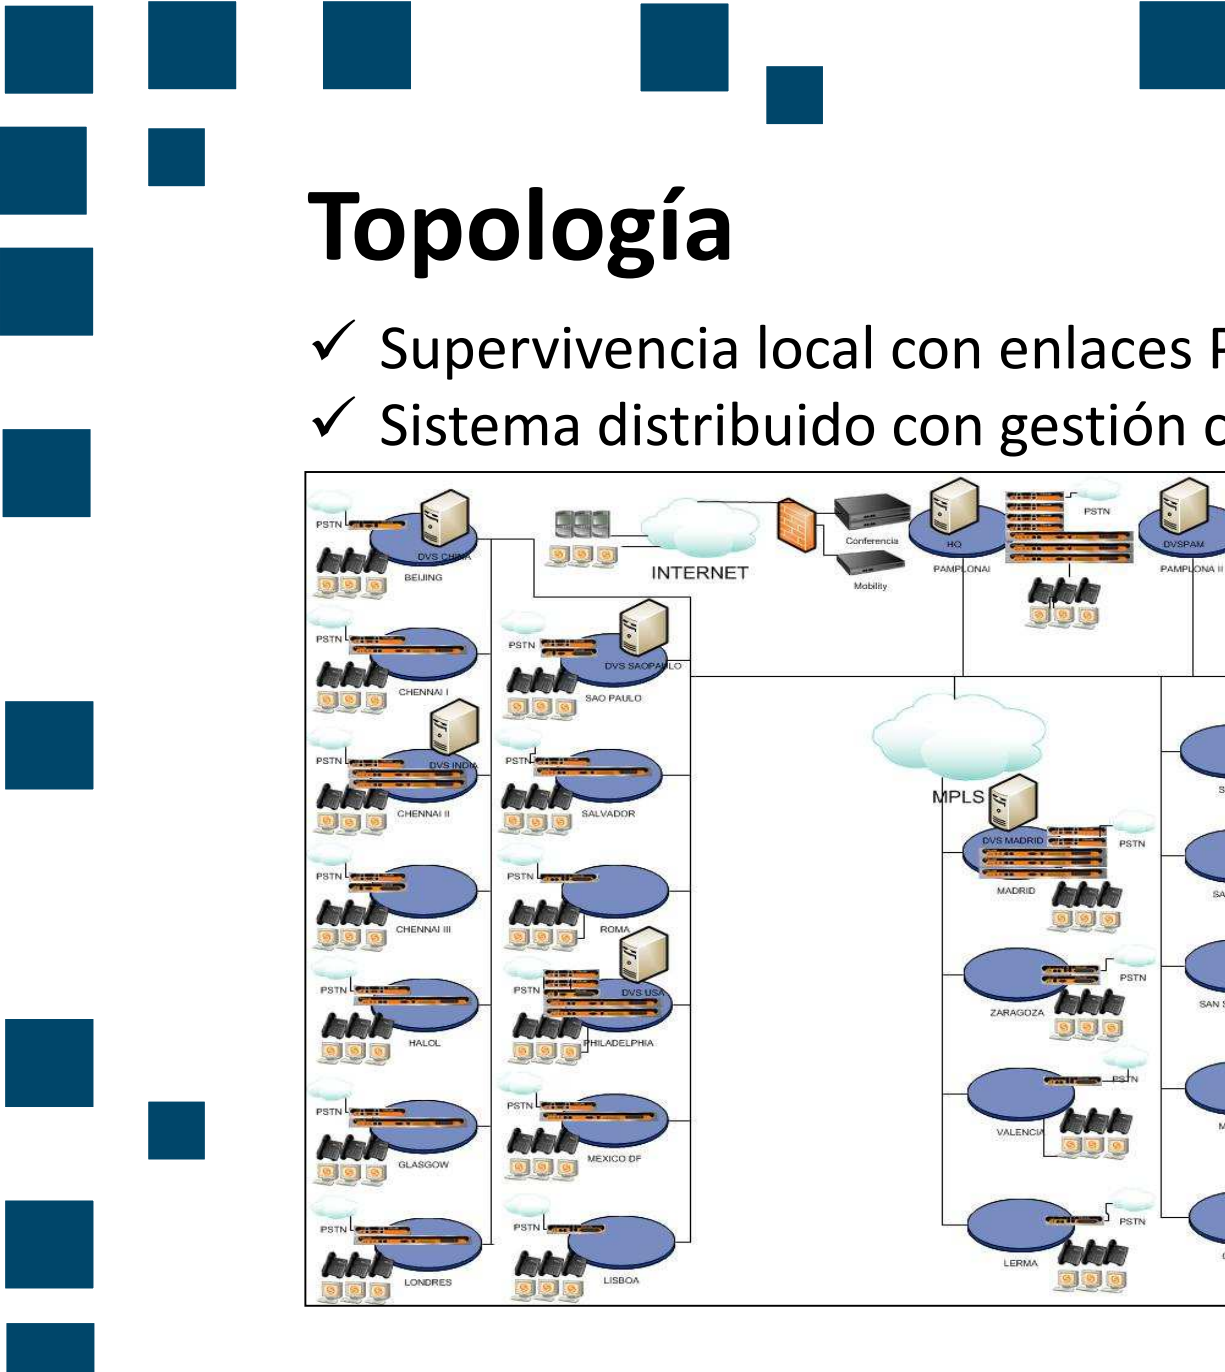 Topología
✓ Supervivencia local con enlaces P
✓ Sistema distribuido con gestión c
PSTN
DVS CHINA
BEIJING
INTERNET
Conferencia
Mobility
HQ
PAMPLONAI
PSTN
DVSPAM
PAMPLONA II
PSTN
CHENNAI I
PSTN
DVS SAOPAULO
SAO PAULO
PSTN
DVS INDIA
CHENNAI II
PSTN
SALVADOR
MPLS
DVS MADRID
PSTN
MADRID
S
PSTN
CHENNAI III
PSTN
ROMA
SA
PSTN
HALOL
PSTN
DVS USA
PHILADELPHIA
PSTN
ZARAGOZA
SAN S
PSTN
GLASGOW
PSTN
MEXICO DF
PSTN
VALENCIA
M
PSTN
LONDRES
PSTN
LISBOA
PSTN
LERMA